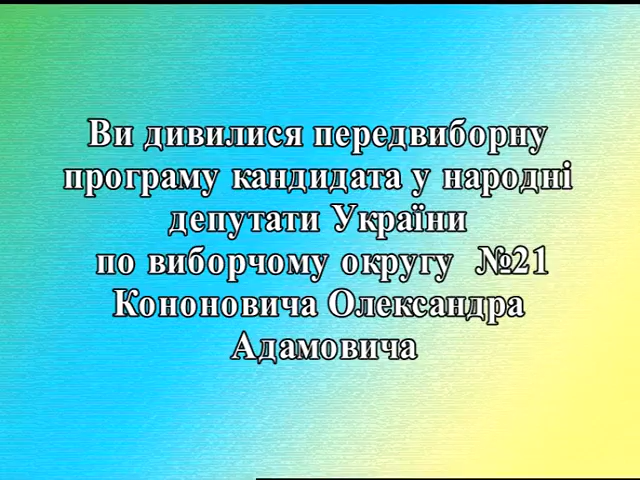 Ви дивилися передвиборну
програму кандидата у народні
депутати України
по виборчому округу №21
Кононовича Олександра
Адамовича